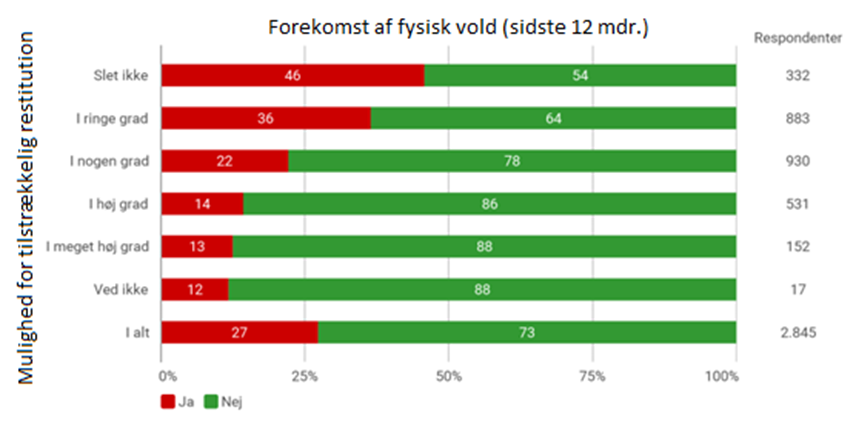 Forekomst af fysisk vold (sidste 12 mdr.)
Respondenter
Mulighed for tilstrækkelig restitution
Slet ikke 46 54 332
I ringe grad 36 64 883
I nogen grad 22 78 930
I høj grad 14 86 531
I meget høj grad 13 88 152
Ved ikke 12 88 17
I alt 27 73 2.845
0% 25% 50% 75% 100%
Ja Nej